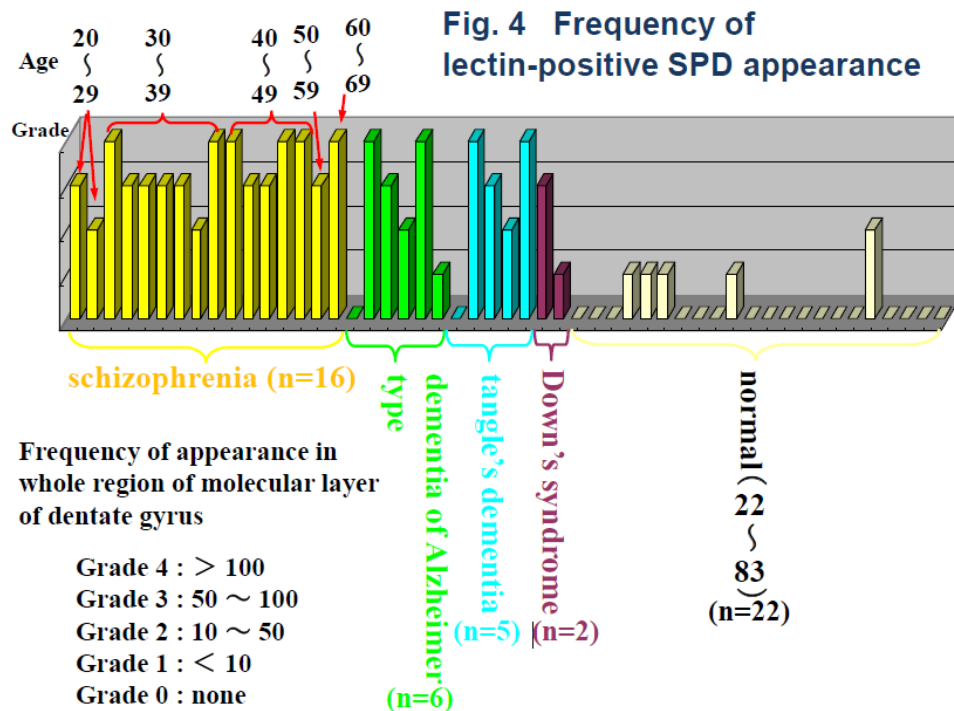 Fig. 4 Frequency of
lectin-positive SPD appearance
Age
20 ~ 29
30 ~ 39
40 ~ 49
50 ~ 59
60 ~ 69
Grade
schizophrenia (n=16)
dementia of Alzheimer
type
(n=6)
tangle's dementia
(n=5)
Down's syndrome
(n=2)
normal (22 ~ 83)
(n=22)
Frequency of appearance in
whole region of molecular layer
of dentate gyrus
Grade 4 : > 100
Grade 3 : 50 ~ 100
Grade 2 : 10 ~ 50
Grade 1 : < 10
Grade 0 : none